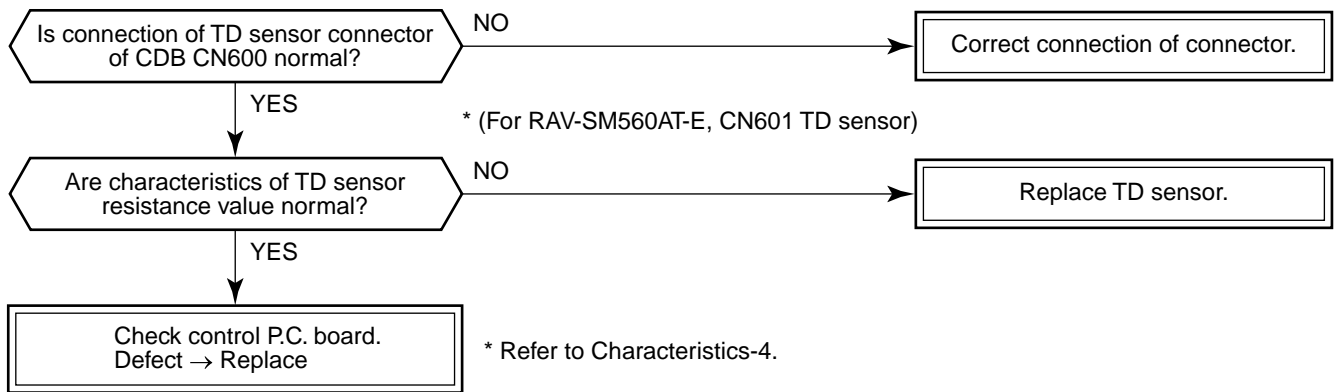 Is connection of TD sensor connector
of CDB CN600 normal?
NO
Correct connection of connector.
YES
* (For RAV-SM560AT-E, CN601 TD sensor)
Are characteristics of TD sensor
resistance value normal?
NO
Replace TD sensor.
YES
Check control P.C. board.
Defect → Replace
* Refer to Characteristics-4.